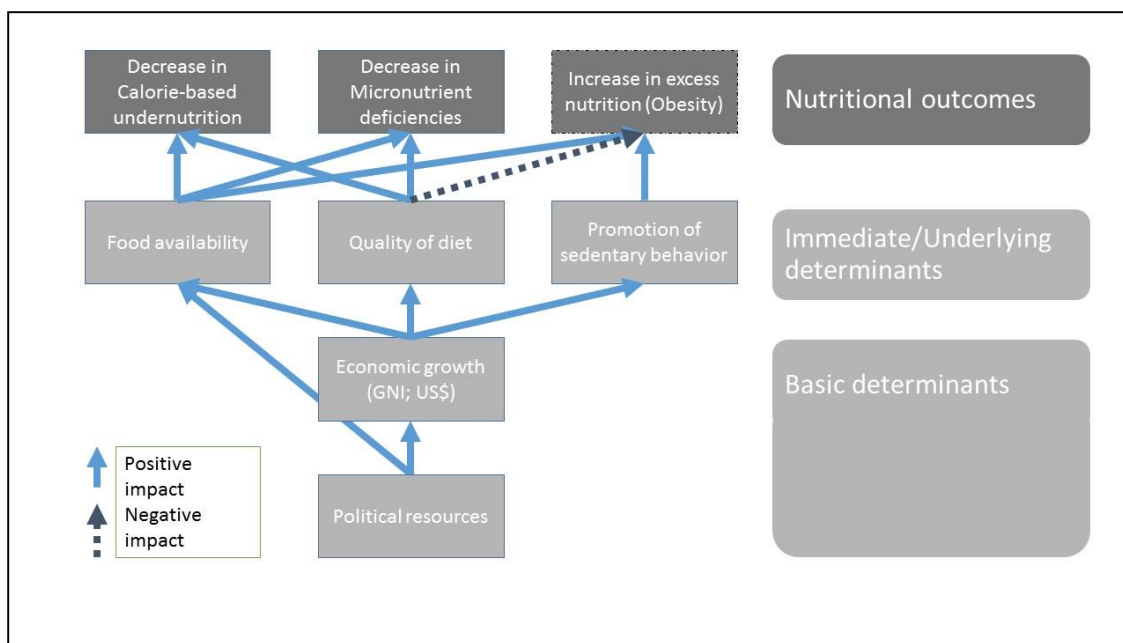 Decrease in
Calorie-based
undernutrition
Decrease in
Micronutrient
deficiencies
Increase in excess
nutrition (Obesity)
Nutritional outcomes
Food availability
Quality of diet
Promotion of
sedentary behavior
Immediate/Underlying
determinants
Economic growth
(GNI; US$)
Basic determinants
Positive
impact
Negative
impact
Political resources